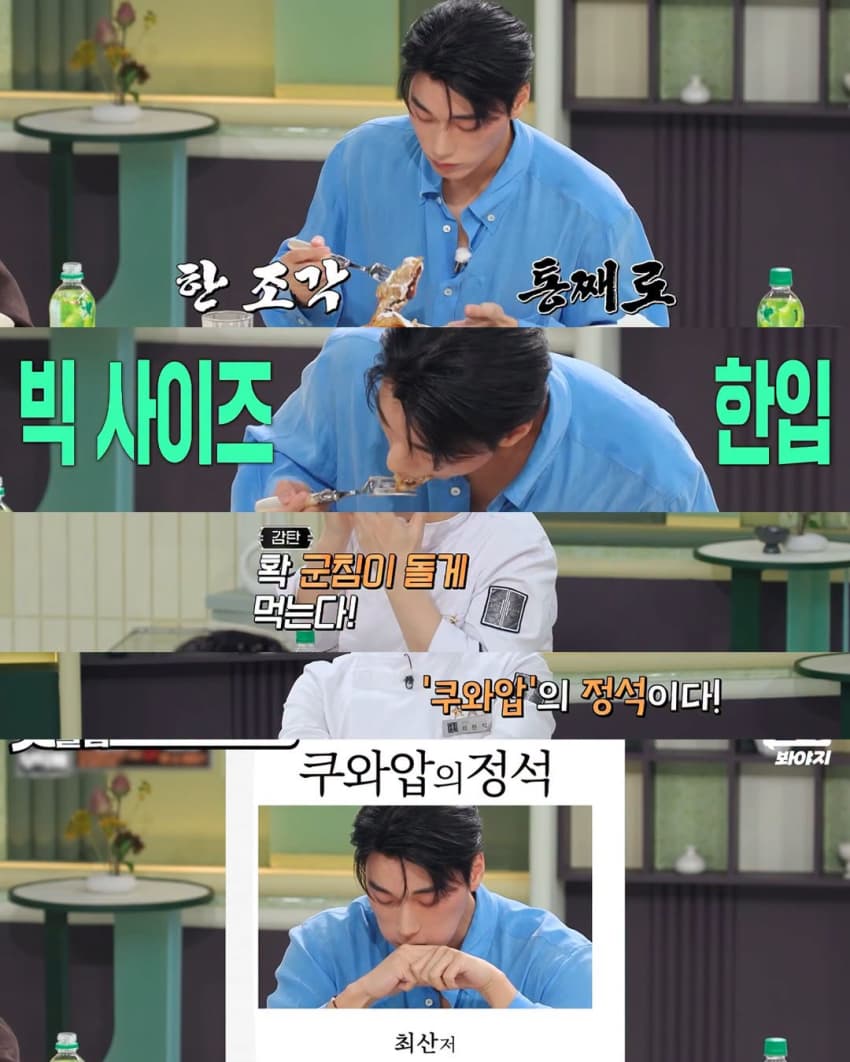 한 조각 통째로
빅 사이즈 한입
감탄
확 군침이 돌게
먹는다!
'쿠와압'의 정석이다!
봐야지
쿠와압의정석
최산저